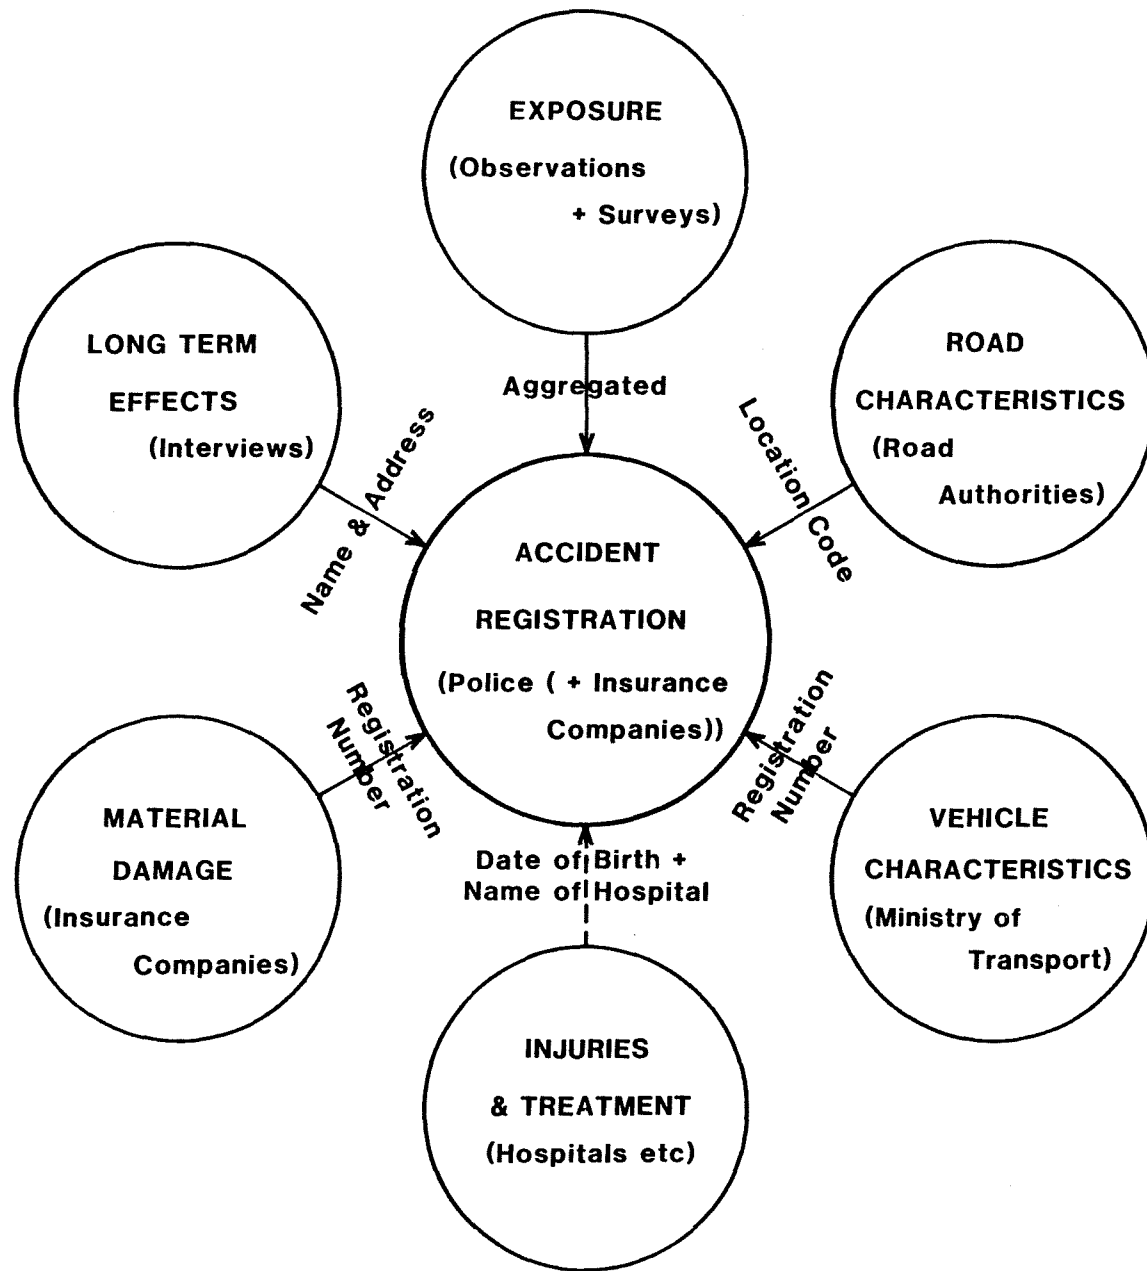 EXPOSURE
(Observations
+ Surveys)
LONG TERM
EFFECTS
(Interviews)
ROAD
CHARACTERISTICS
(Road
Authorities)
Aggregated
Name & Address
Location Code
ACCIDENT
REGISTRATION
(Police ( + Insurance
Companies))
Registration
Number
Registration
Number
MATERIAL
DAMAGE
(Insurance
Companies)
Date of Birth +
Name of Hospital
VEHICLE
CHARACTERISTICS
(Ministry of
Transport)
INJURIES
& TREATMENT
(Hospitals etc)